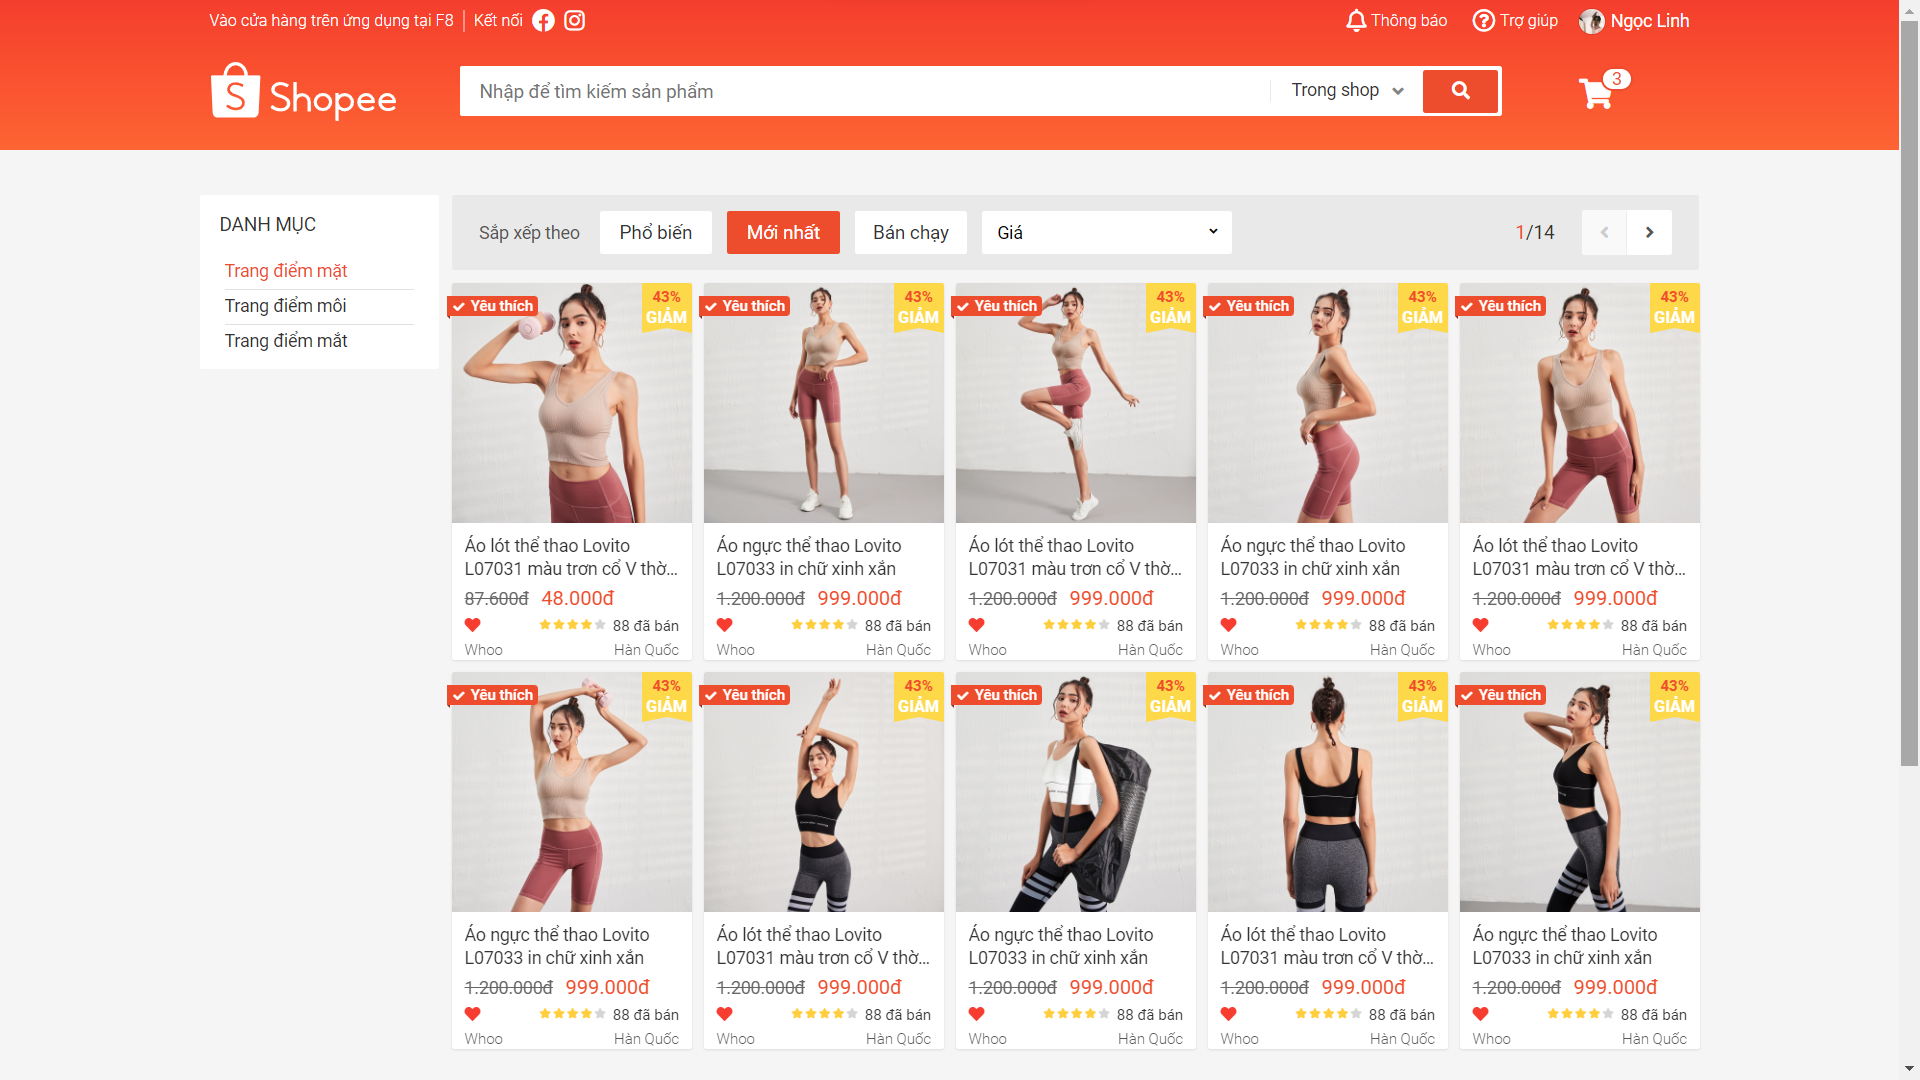 Vào cửa hàng trên ứng dụng tại F8 Kết nối Thông báo Trợ giúp Ngọc Linh
Shopee Nhập để tìm kiếm sản phẩm Trong shop 3
DANH MỤC
Trang điểm mặt
Trang điểm môi
Trang điểm mắt
Sắp xếp theo Phổ biến Mới nhất Bán chạy Giá 1/14
Yêu thích 43% GIẢM
Áo lót thể thao Lovito
L07031 màu trơn cổ V thờ...
87.600đ 48.000đ
88 đã bán
Whoo Hàn Quốc
Yêu thích 43% GIẢM
Áo ngực thể thao Lovito
L07033 in chữ xinh xắn
1.200.000đ 999.000đ
88 đã bán
Whoo Hàn Quốc
Yêu thích 43% GIẢM
Áo lót thể thao Lovito
L07031 màu trơn cổ V thờ...
1.200.000đ 999.000đ
88 đã bán
Whoo Hàn Quốc
Yêu thích 43% GIẢM
Áo ngực thể thao Lovito
L07033 in chữ xinh xắn
1.200.000đ 999.000đ
88 đã bán
Whoo Hàn Quốc
Yêu thích 43% GIẢM
Áo lót thể thao Lovito
L07031 màu trơn cổ V thờ...
1.200.000đ 999.000đ
88 đã bán
Whoo Hàn Quốc
Yêu thích 43% GIẢM
Áo ngực thể thao Lovito
L07033 in chữ xinh xắn
1.200.000đ 999.000đ
88 đã bán
Whoo Hàn Quốc
Yêu thích 43% GIẢM
Áo lót thể thao Lovito
L07031 màu trơn cổ V thờ...
1.200.000đ 999.000đ
88 đã bán
Whoo Hàn Quốc
Yêu thích 43% GIẢM
Áo ngực thể thao Lovito
L07033 in chữ xinh xắn
1.200.000đ 999.000đ
88 đã bán
Whoo Hàn Quốc
Yêu thích 43% GIẢM
Áo lót thể thao Lovito
L07031 màu trơn cổ V thờ...
1.200.000đ 999.000đ
88 đã bán
Whoo Hàn Quốc
Yêu thích 43% GIẢM
Áo ngực thể thao Lovito
L07033 in chữ xinh xắn
1.200.000đ 999.000đ
88 đã bán
Whoo Hàn Quốc